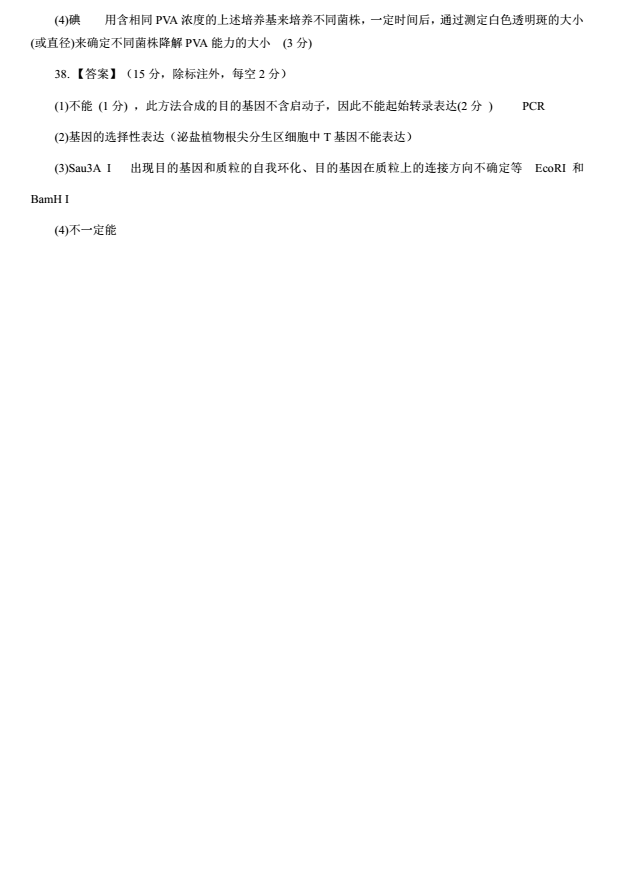 (4)碘　　用含相同 PVA 浓度的上述培养基来培养不同菌株，一定时间后，通过测定白色透明斑的大小
(或直径)来确定不同菌株降解 PVA 能力的大小　(3 分)
38.【答案】（15 分，除标注外，每空 2 分）
(1)不能 (1 分) ，此方法合成的目的基因不含启动子，因此不能起始转录表达(2 分 )　　PCR
(2)基因的选择性表达（泌盐植物根尖分生区细胞中 T 基因不能表达）
(3)Sau3A Ⅰ　 出现目的基因和质粒的自我环化、目的基因在质粒上的连接方向不确定等　EcoRI 和
BamH I
(4)不一定能